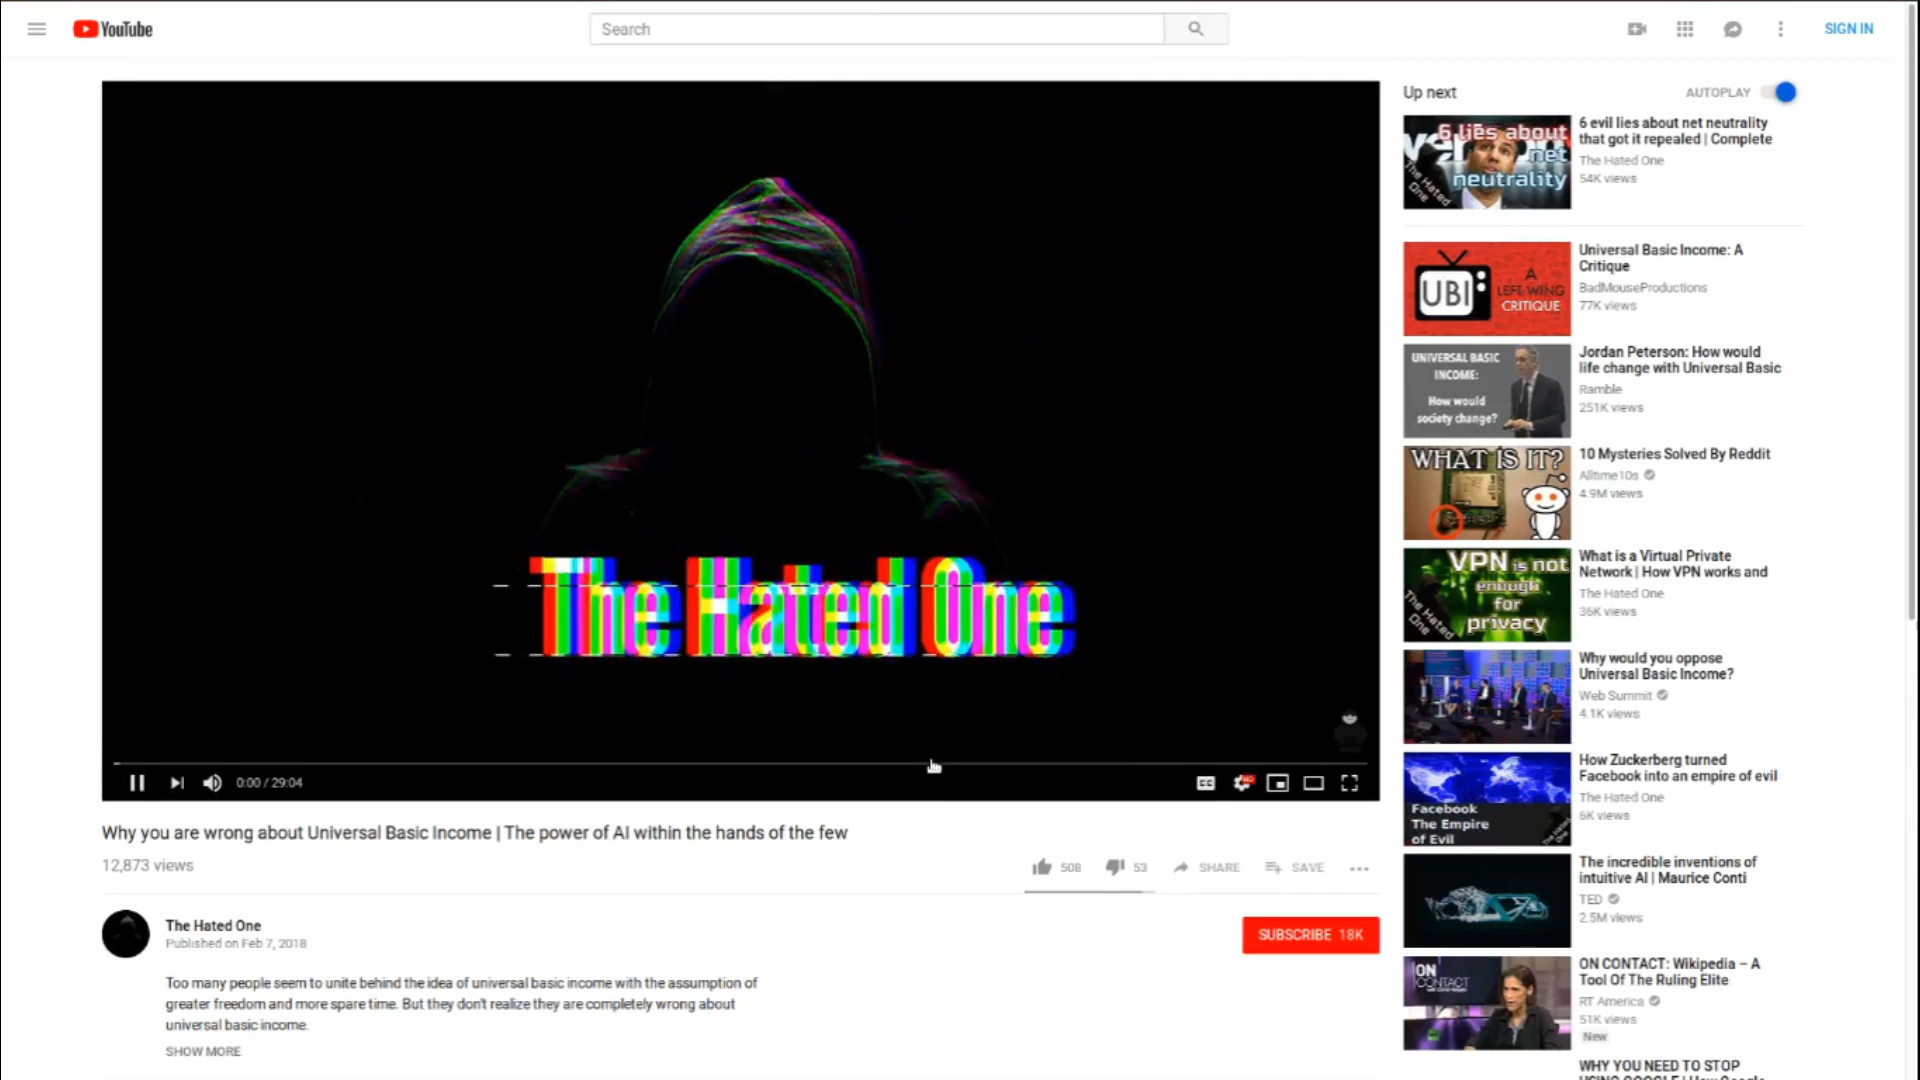 YouTube
Search
SIGN IN
The Hated One
0:00 / 29:04
CC
HD
Why you are wrong about Universal Basic Income | The power of AI within the hands of the few
12,873 views
508
53
SHARE
SAVE
The Hated One
Published on Feb 7, 2018
SUBSCRIBE 18K
Too many people seem to unite behind the idea of universal basic income with the assumption of
greater freedom and more spare time. But they don't realize they are completely wrong about
universal basic income.
SHOW MORE
Up next
AUTOPLAY
6 lies about
net
neutrality
The Hated
One
6 evil lies about net neutrality
that got it repealed | Complete
The Hated One
54K views
UBI
A
LEFT-WING
CRITIQUE
Universal Basic Income: A
Critique
BadMouseProductions
77K views
UNIVERSAL BASIC
INCOME:
How would
society change?
Jordan Peterson: How would
life change with Universal Basic
Ramble
251K views
WHAT IS IT?
10 Mysteries Solved By Reddit
Alltime10s
4.9M views
VPN is not
enough
for
privacy
The Hated
One
What is a Virtual Private
Network | How VPN works and
The Hated One
36K views
Why would you oppose
Universal Basic Income?
Web Summit
4.1K views
Facebook
The Empire
of Evil
How Zuckerberg turned
Facebook into an empire of evil
The Hated One
6K views
The incredible inventions of
intuitive AI | Maurice Conti
TED
2.5M views
ON
CONTACT
ON CONTACT: Wikipedia – A
Tool Of The Ruling Elite
RT America
51K views
New
WHY YOU NEED TO STOP
USING GOOGLE | How Google